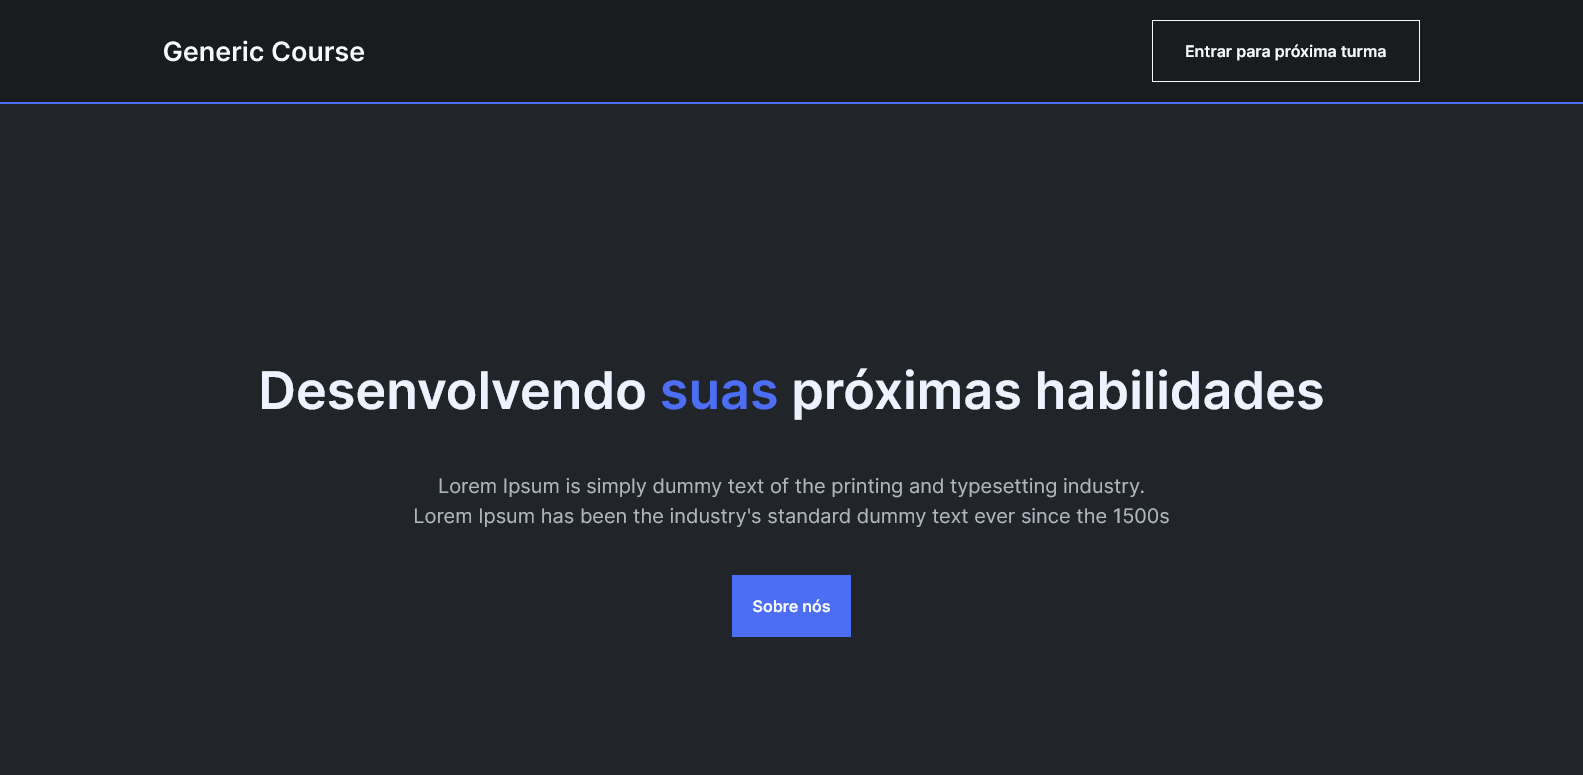 Generic Course
Entrar para próxima turma
Desenvolvendo suas próximas habilidades
Lorem Ipsum is simply dummy text of the printing and typesetting industry.
Lorem Ipsum has been the industry's standard dummy text ever since the 1500s
Sobre nós